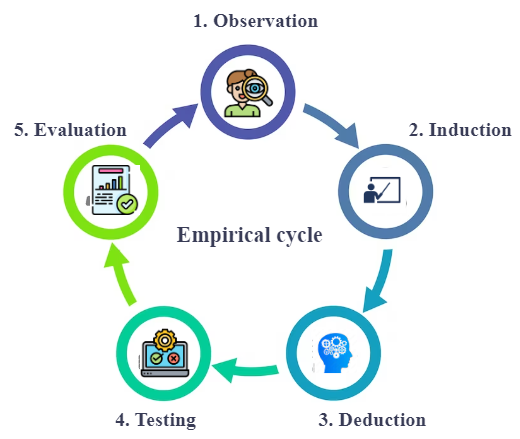 1. Observation
2. Induction
3. Deduction
4. Testing
5. Evaluation
Empirical cycle